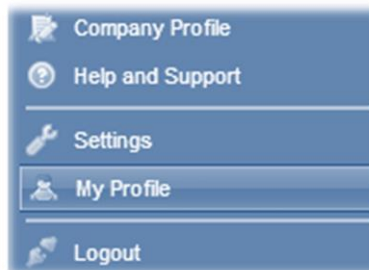 Company Profile
Help and Support
Settings
My Profile
Logout